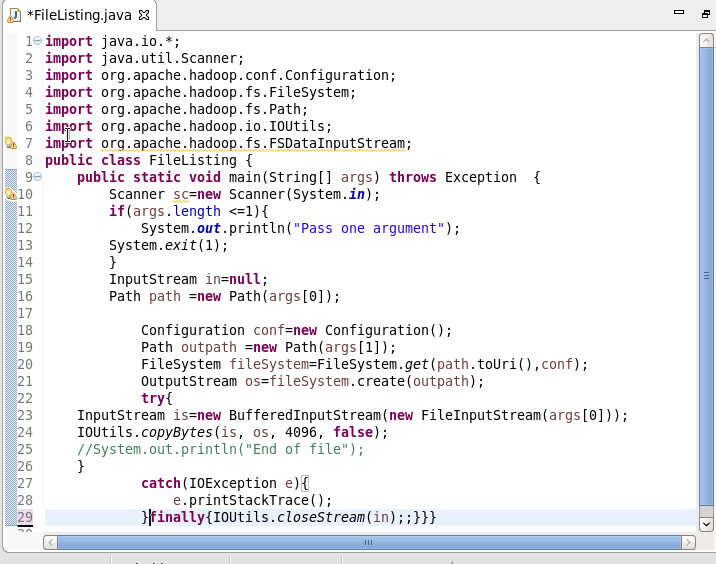 *FileListing.java
1 import java.io.*;
2 import java.util.Scanner;
3 import org.apache.hadoop.conf.Configuration;
4 import org.apache.hadoop.fs.FileSystem;
5 import org.apache.hadoop.fs.Path;
6 import org.apache.hadoop.io.IOUtils;
7 import org.apache.hadoop.fs.FSDataInputStream;
8 public class FileListing {
9     public static void main(String[] args) throws Exception  {
10         Scanner sc=new Scanner(System.in);
11         if(args.length <=1){
12             System.out.println("Pass one argument");
13         System.exit(1);
14         }
15         InputStream in=null;
16         Path path =new Path(args[0]);
17
18             Configuration conf=new Configuration();
19             Path outpath =new Path(args[1]);
20             FileSystem fileSystem=FileSystem.get(path.toUri(),conf);
21             OutputStream os=fileSystem.create(outpath);
22             try{
23     InputStream is=new BufferedInputStream(new FileInputStream(args[0]));
24     IOUtils.copyBytes(is, os, 4096, false);
25     //System.out.println("End of file");
26     }
27             catch(IOException e){
28                 e.printStackTrace();
29             }finally{IOUtils.closeStream(in);;}}}